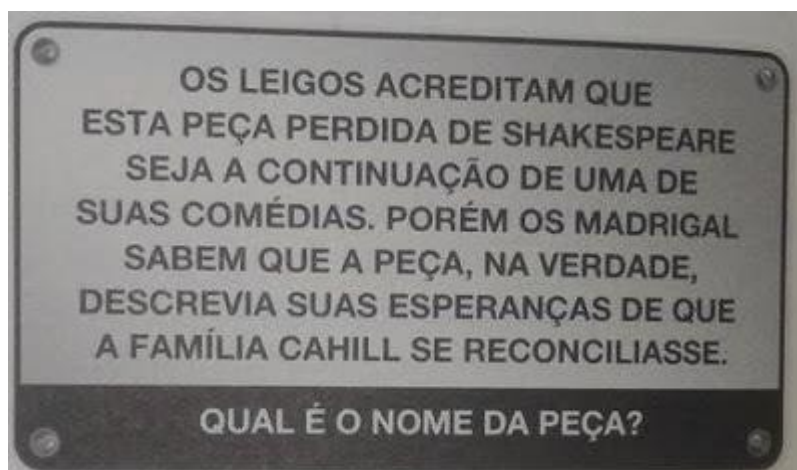 OS LEIGOS ACREDITAM QUE
ESTA PEÇA PERDIDA DE SHAKESPEARE
SEJA A CONTINUAÇÃO DE UMA DE
SUAS COMÉDIAS. PORÉM OS MADRIGAL
SABEM QUE A PEÇA, NA VERDADE,
DESCREVIA SUAS ESPERANÇAS DE QUE
A FAMÍLIA CAHILL SE RECONCILIASSE.
QUAL É O NOME DA PEÇA?